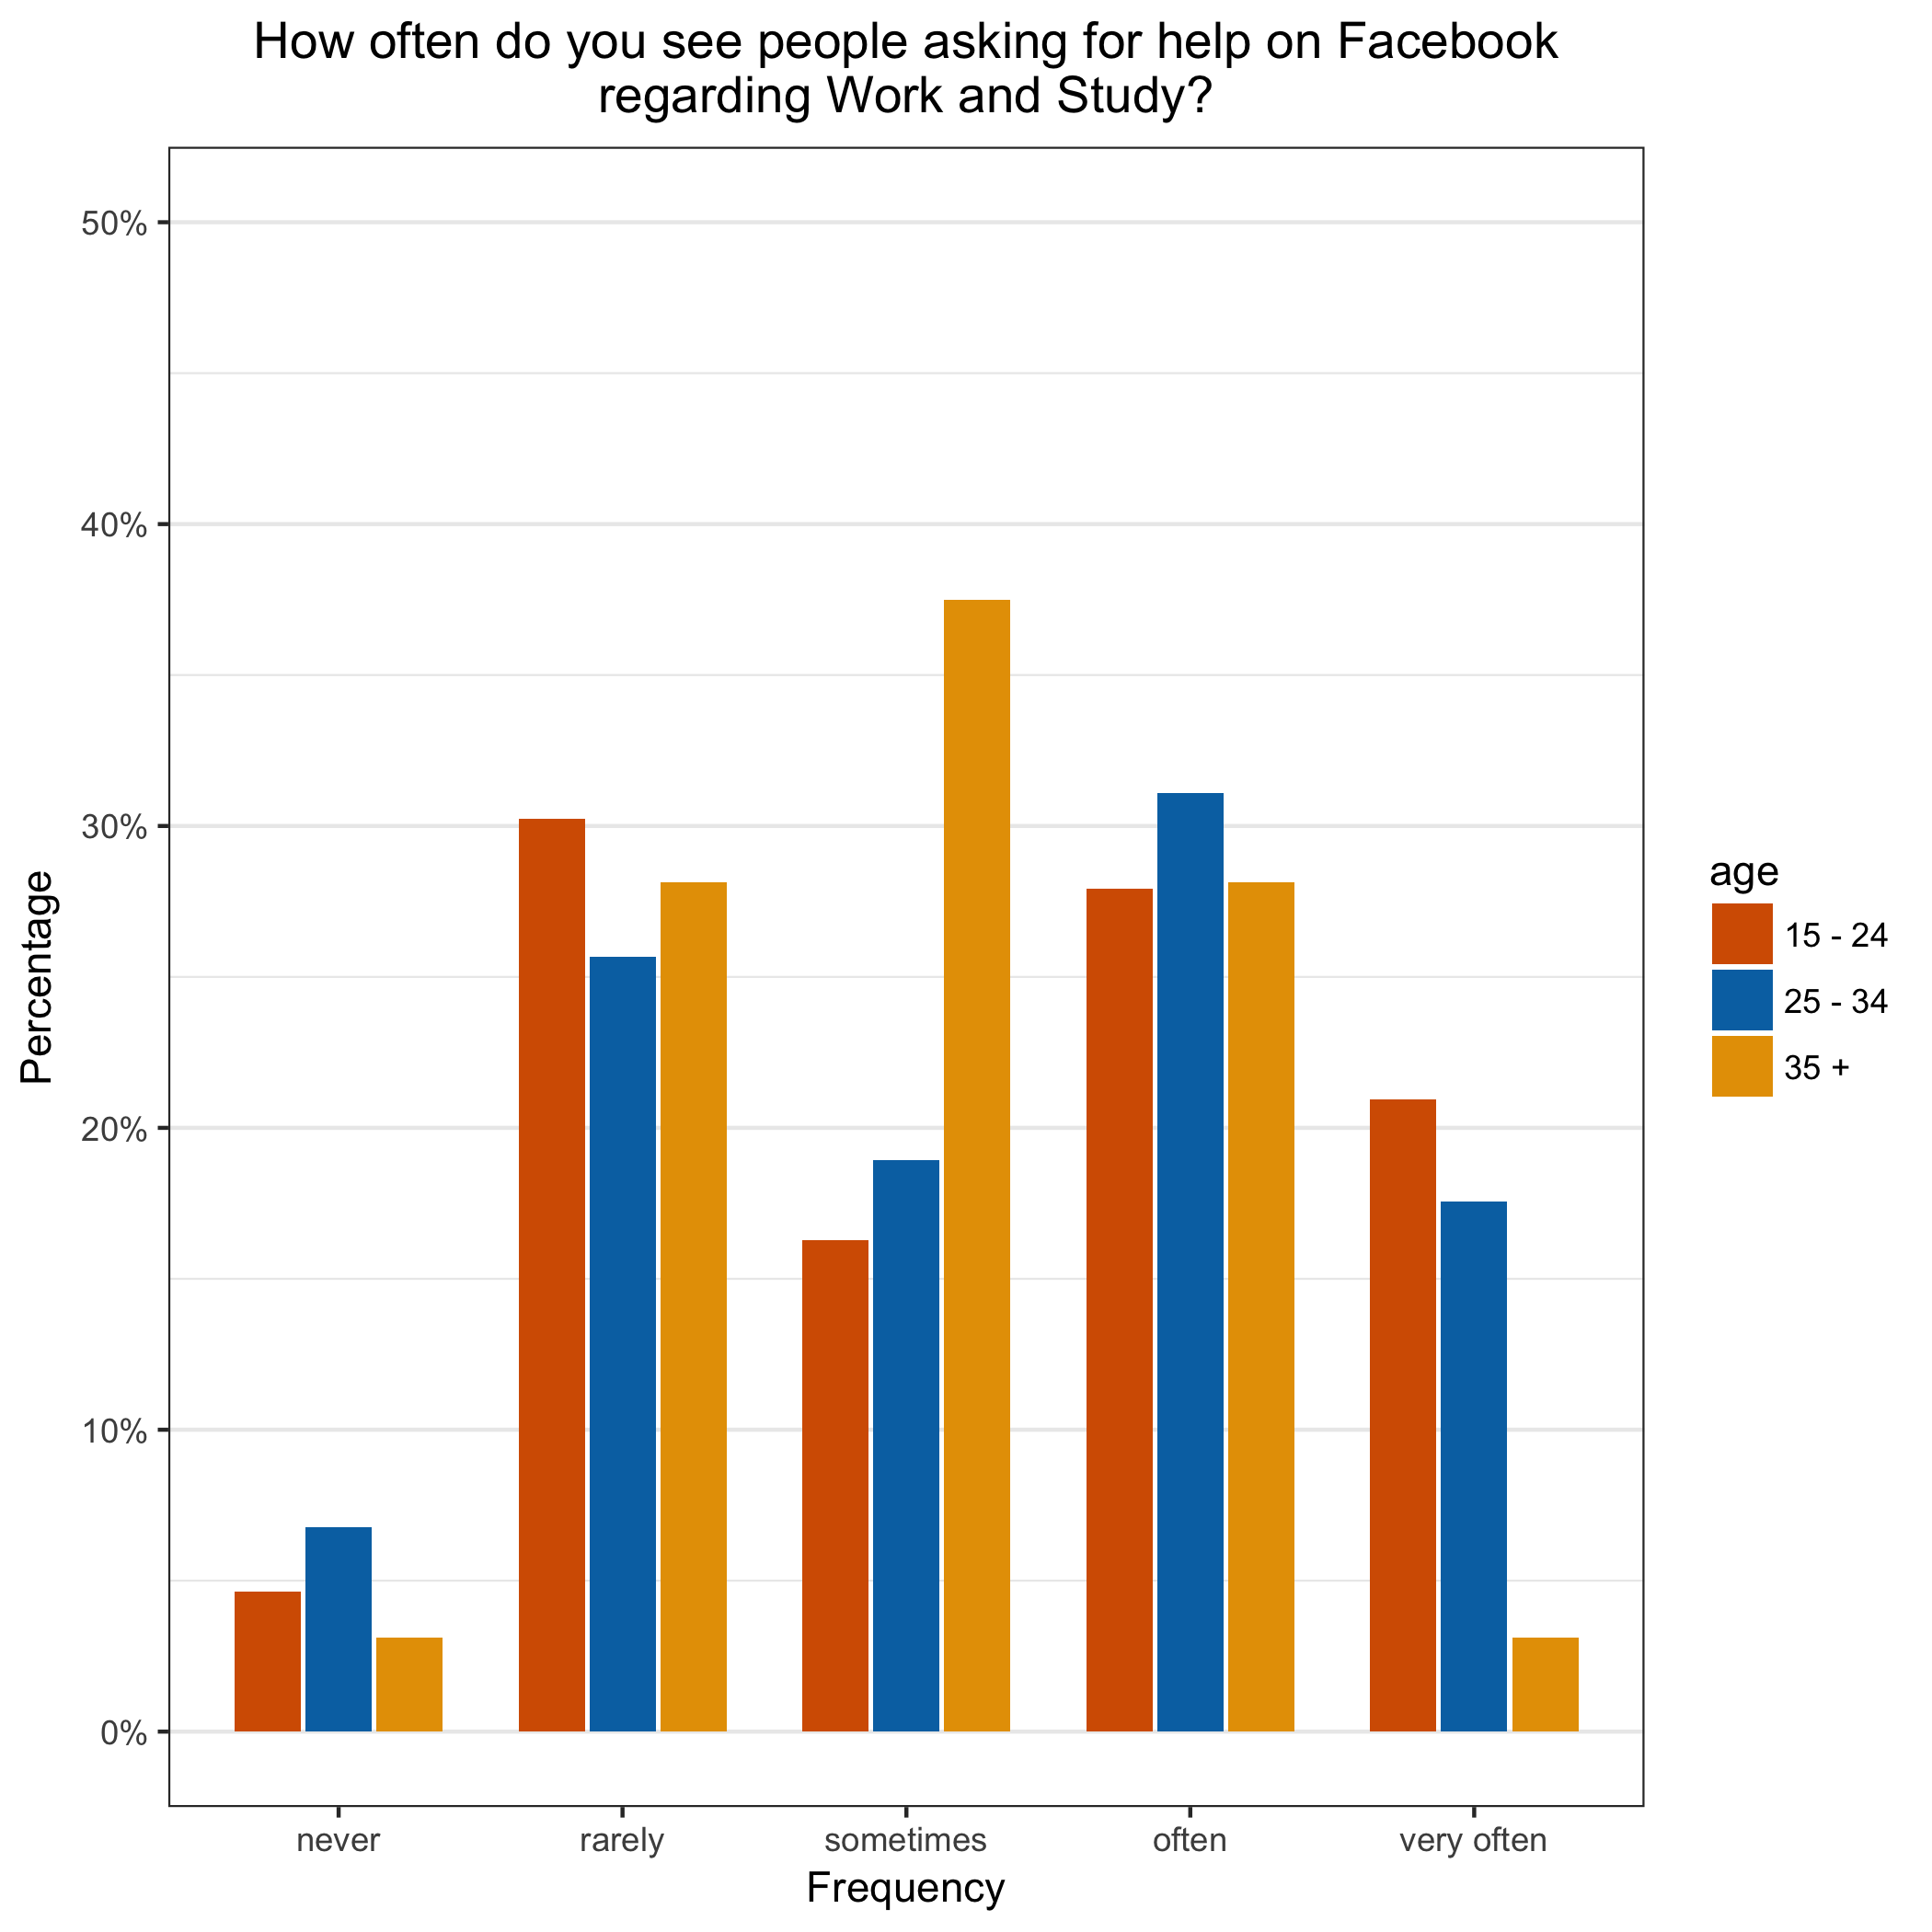 How often do you see people asking for help on Facebook
regarding Work and Study?
50%
40%
30%
20%
10%
0%
Percentage
never
rarely
sometimes
often
very often
Frequency
age
15 - 24
25 - 34
35 +